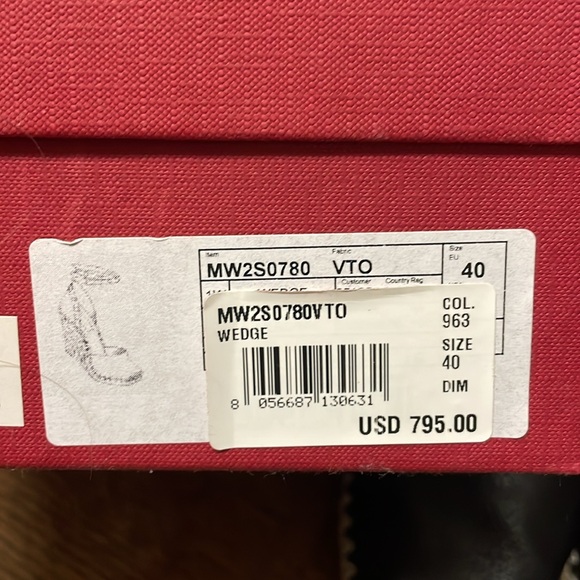 Item Fabric Size
MW2S0780 VTO EU
40
Customer Country Reg
MW2S0780VTO
WEDGE
COL.
963
SIZE
40
DIM
8 056687 130631
USD 795.00